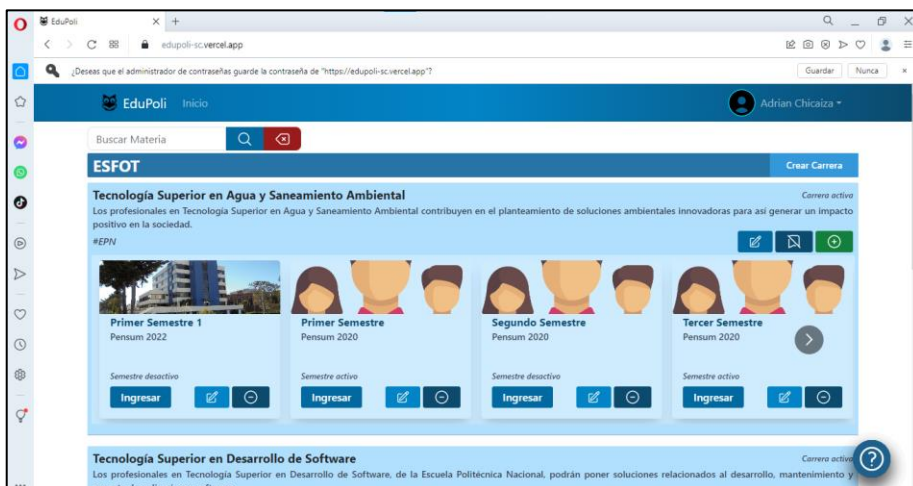 EduPoli
edupoli-sc.vercel.app
¿Deseas que el administrador de contraseñas guarde la contraseña de "https://edupoli-sc.vercel.app"?
Guardar
Nunca
EduPoli
Inicio
Adrian Chicaiza
Buscar Materia
ESFOT
Crear Carrera
Tecnología Superior en Agua y Saneamiento Ambiental
Carrera activa
Los profesionales en Tecnología Superior en Agua y Saneamiento Ambiental contribuyen en el planteamiento de soluciones ambientales innovadoras para así generar un impacto
positivo en la sociedad.
#EPN
Primer Semestre 1
Pensum 2022
Semestre desactivo
Ingresar
Primer Semestre
Pensum 2020
Semestre activo
Ingresar
Segundo Semestre
Pensum 2020
Semestre desactivo
Ingresar
Tercer Semestre
Pensum 2020
Semestre activo
Ingresar
Tecnología Superior en Desarrollo de Software
Carrera activa
Los profesionales en Tecnología Superior en Desarrollo de Software, de la Escuela Politécnica Nacional, podrán poner soluciones relacionados al desarrollo, mantenimiento y